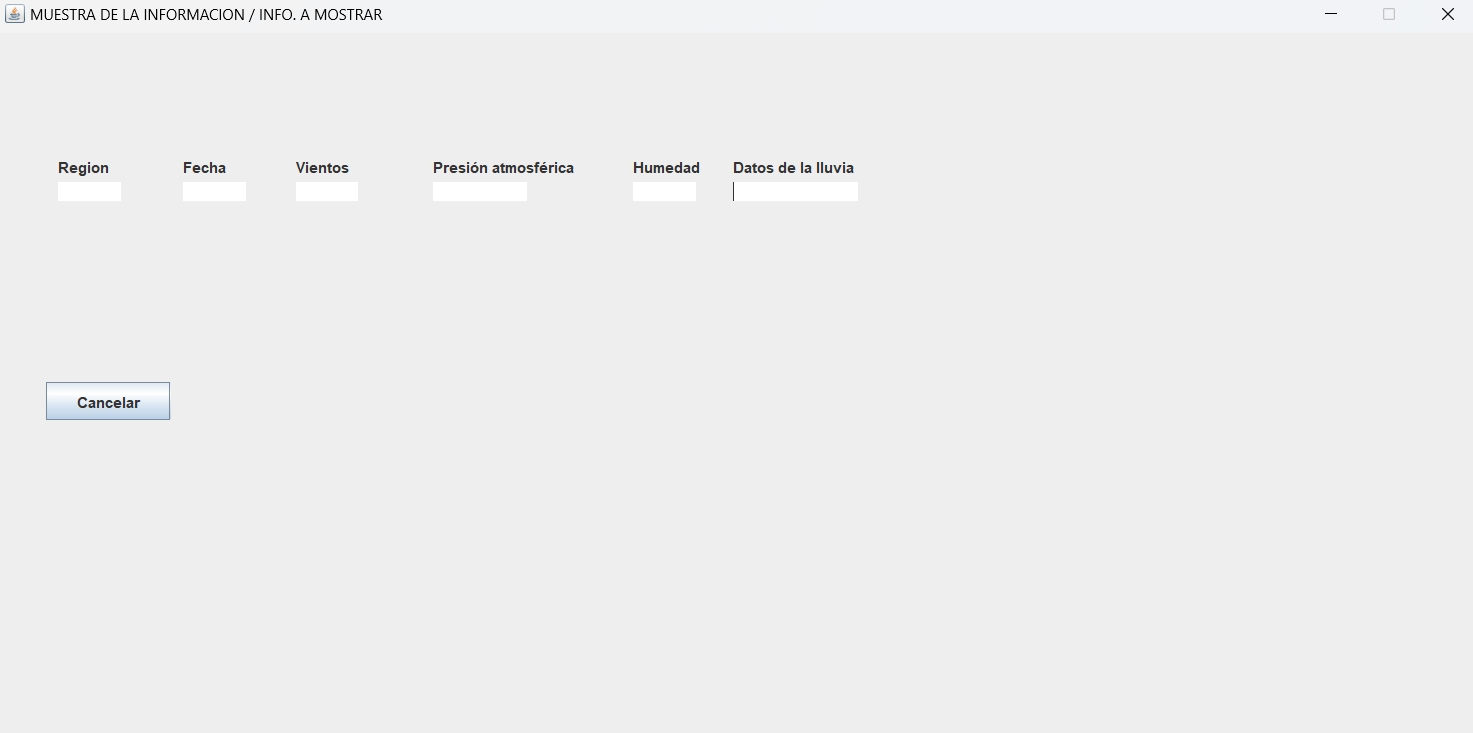 MUESTRA DE LA INFORMACION / INFO. A MOSTRAR
Region Fecha Vientos Presión atmosférica Humedad Datos de la lluvia
Cancelar